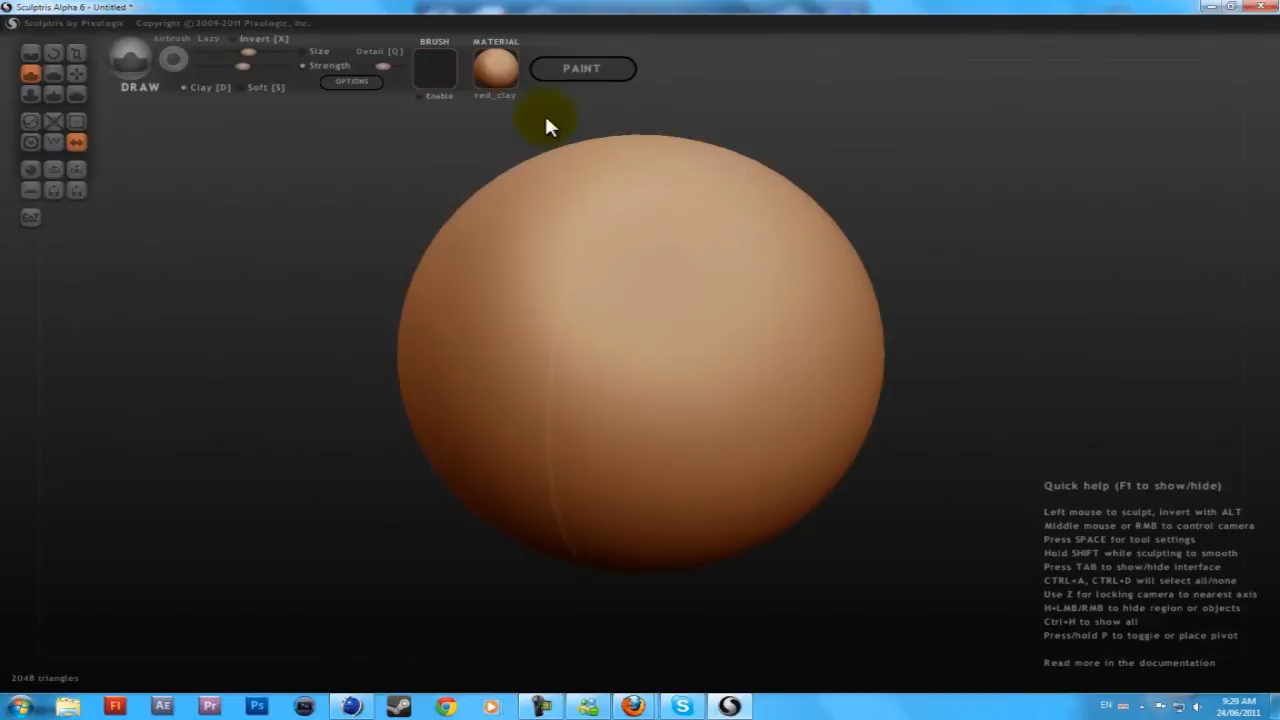 Sculptris Alpha 6 - Untitled *
Sculptris by Pixologic Copyright © 2009-2011 Pixologic, Inc.
Airbrush Lazy Invert [X]
Size Detail [Q]
Strength
OPTIONS
DRAW
Clay [D] Soft [S]
BRUSH
Enable
MATERIAL
red_clay
PAINT
GoZ
Quick help (F1 to show/hide)
Left mouse to sculpt, invert with ALT
Middle mouse or RMB to control camera
Press SPACE for tool settings
Hold SHIFT while sculpting to smooth
Press TAB to show/hide interface
CTRL+A, CTRL+D will select all/none
Use Z for locking camera to nearest axis
H+LMB/RMB to hide region or objects
Ctrl+H to show all
Press/hold P to toggle or place pivot
Read more in the documentation
2048 triangles
Fl
AE
Pr
Ps
EN
9:29 AM
24/06/2011